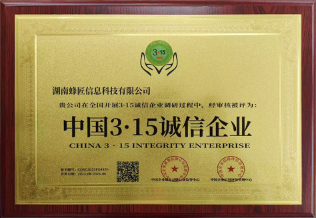 3·15
湖南蜂匠信息科技有限公司
贵公司在全国开展3·15诚信企业调研过程中，经审核被评为：
中国3·15诚信企业
CHINA 3 · 15 INTEGRITY ENTERPRISE